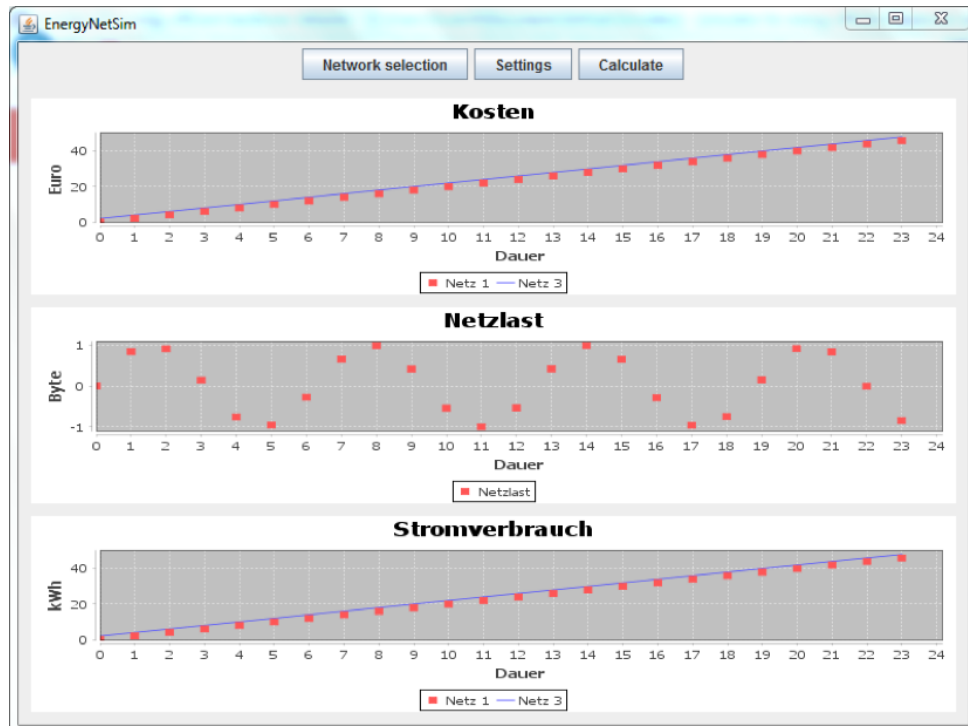 EnergyNetSim
Network selection Settings Calculate
Kosten
Euro
40
20
0
0 1 2 3 4 5 6 7 8 9 10 11 12 13 14 15 16 17 18 19 20 21 22 23 24
Dauer
Netz 1 Netz 3
Netzlast
Byte
1
0
-1
0 1 2 3 4 5 6 7 8 9 10 11 12 13 14 15 16 17 18 19 20 21 22 23 24
Dauer
Netzlast
Stromverbrauch
kWh
40
20
0
0 1 2 3 4 5 6 7 8 9 10 11 12 13 14 15 16 17 18 19 20 21 22 23 24
Dauer
Netz 1 Netz 3